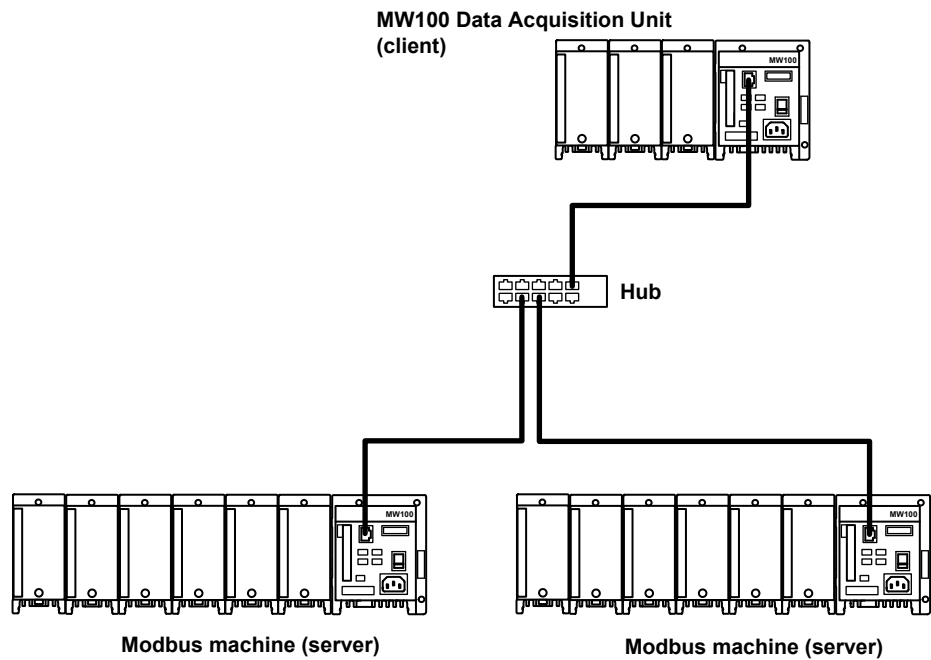 MW100 Data Acquisition Unit
(client)
MW100
Hub
MW100
MW100
Modbus machine (server)
Modbus machine (server)